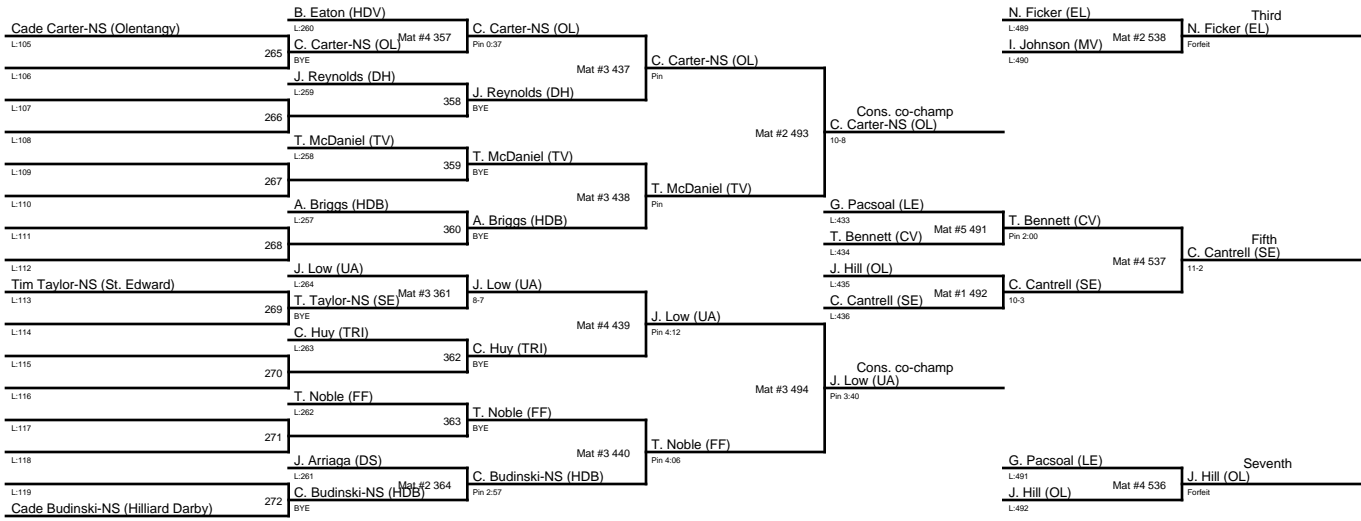 B. Eaton (HDV)
Cade Carter-NS (Olentangy)
L:260
Mat #4 357
C. Carter-NS (OL)
L:105
265
C. Carter-NS (OL)
Pin 0:37
BYE
L:106
Mat #3 437
C. Carter-NS (OL)
Pin
J. Reynolds (DH)
L:259
L:107
358
J. Reynolds (DH)
BYE
266
L:108
Mat #2 493
Cons. co-champ
C. Carter-NS (OL)
10-8
T. McDaniel (TV)
L:258
L:109
359
T. McDaniel (TV)
BYE
267
L:110
Mat #3 438
T. McDaniel (TV)
Pin
A. Briggs (HDB)
L:257
L:111
360
A. Briggs (HDB)
BYE
268
L:112
J. Low (UA)
L:264
Tim Taylor-NS (St. Edward)
L:113
Mat #3 361
J. Low (UA)
8-7
269
T. Taylor-NS (SE)
BYE
L:114
Mat #4 439
J. Low (UA)
Pin 4:12
C. Huy (TRI)
L:263
L:115
362
C. Huy (TRI)
BYE
270
L:116
Mat #3 494
Cons. co-champ
J. Low (UA)
Pin 3:40
T. Noble (FF)
L:262
L:117
363
T. Noble (FF)
BYE
271
L:118
Mat #3 440
T. Noble (FF)
Pin 4:06
J. Arriaga (DS)
L:261
L:119
Mat #2 364
C. Budinski-NS (HDB)
Pin 2:57
272
C. Budinski-NS (HDB)
BYE
Cade Budinski-NS (Hilliard Darby)
N. Ficker (EL)
L:489
Mat #2 538
Third
N. Ficker (EL)
Forfeit
I. Johnson (MV)
L:490
G. Pacsoal (LE)
L:433
Mat #5 491
T. Bennett (CV)
Pin 2:00
T. Bennett (CV)
L:434
Mat #4 537
Fifth
C. Cantrell (SE)
11-2
J. Hill (OL)
L:435
Mat #1 492
C. Cantrell (SE)
10-3
C. Cantrell (SE)
L:436
G. Pacsoal (LE)
L:491
Mat #4 536
Seventh
J. Hill (OL)
Forfeit
J. Hill (OL)
L:492